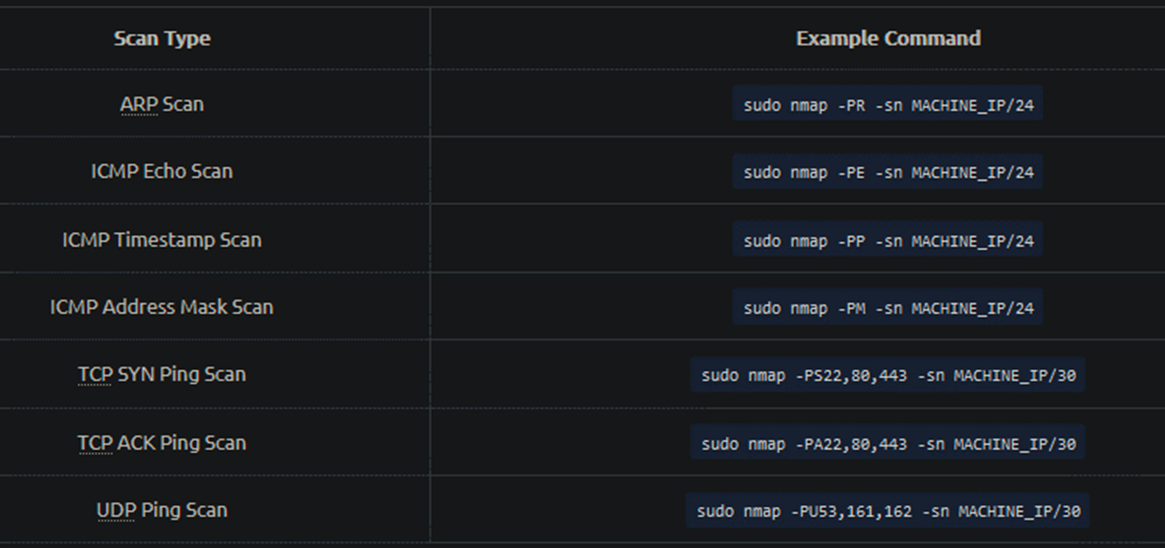 Scan Type Example Command
ARP Scan sudo nmap -PR -sn MACHINE_IP/24
ICMP Echo Scan sudo nmap -PE -sn MACHINE_IP/24
ICMP Timestamp Scan sudo nmap -PP -sn MACHINE_IP/24
ICMP Address Mask Scan sudo nmap -PM -sn MACHINE_IP/24
TCP SYN Ping Scan sudo nmap -PS22,80,443 -sn MACHINE_IP/30
TCP ACK Ping Scan sudo nmap -PA22,80,443 -sn MACHINE_IP/30
UDP Ping Scan sudo nmap -PU53,161,162 -sn MACHINE_IP/30